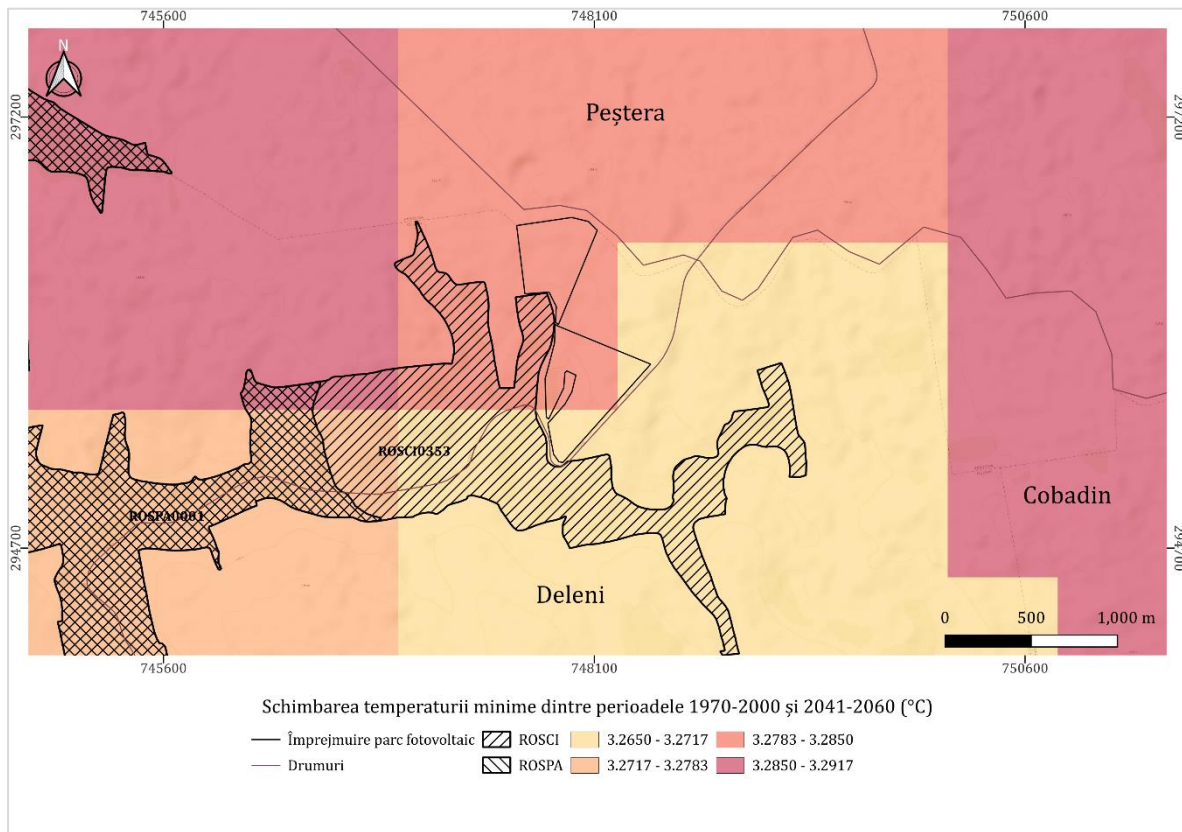 745600 748100 750600
N
297200 297200
Peștera
ROSCI0353
Cobadin
ROSPA0001
294700 294700
Deleni
0 500 1,000 m
745600 748100 750600
Schimbarea temperaturii minime dintre perioadele 1970-2000 și 2041-2060 (°C)
Împrejmuire parc fotovoltaic ROSCI 3.2650 - 3.2717 3.2783 - 3.2850
Drumuri ROSPA 3.2717 - 3.2783 3.2850 - 3.2917